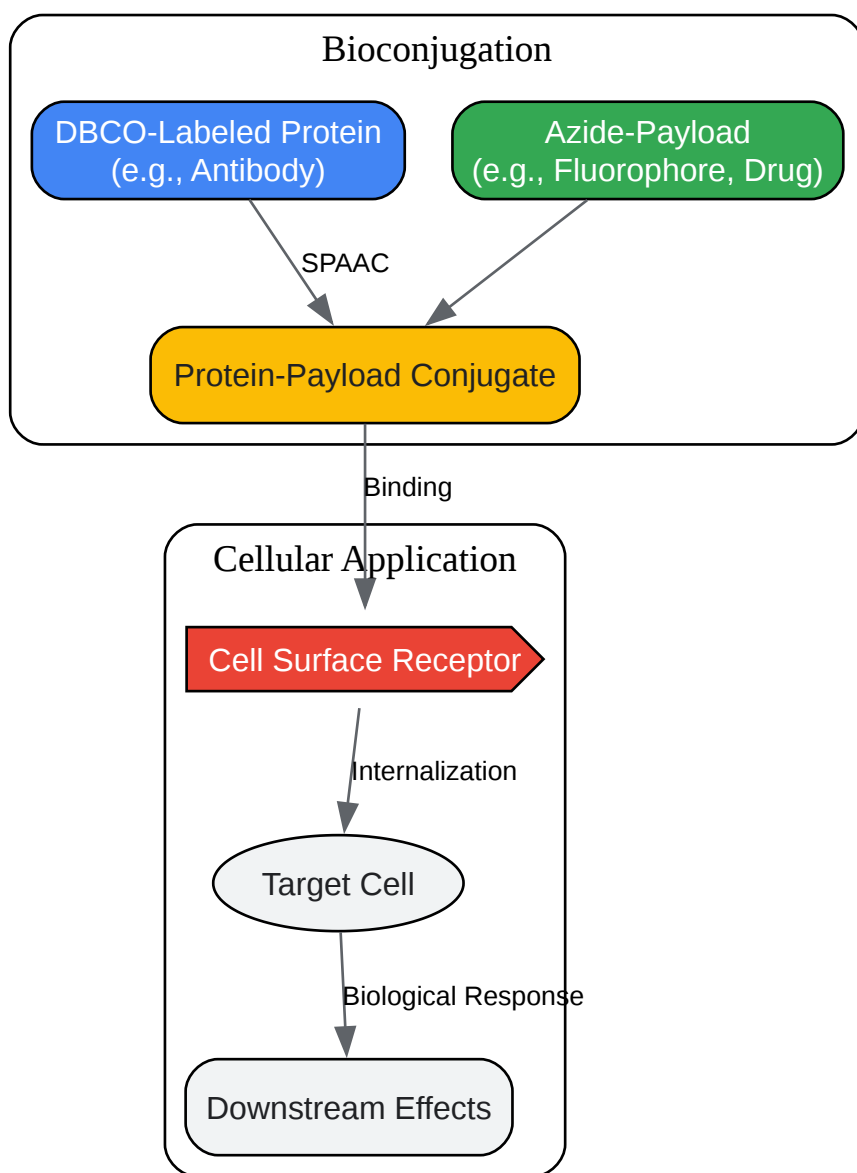 Bioconjugation
DBCO-Labeled Protein
(e.g., Antibody)
Azide-Payload
(e.g., Fluorophore, Drug)
SPAAC
Protein-Payload Conjugate
Binding
Cellular Application
Cell Surface Receptor
Internalization
Target Cell
Biological Response
Downstream Effects